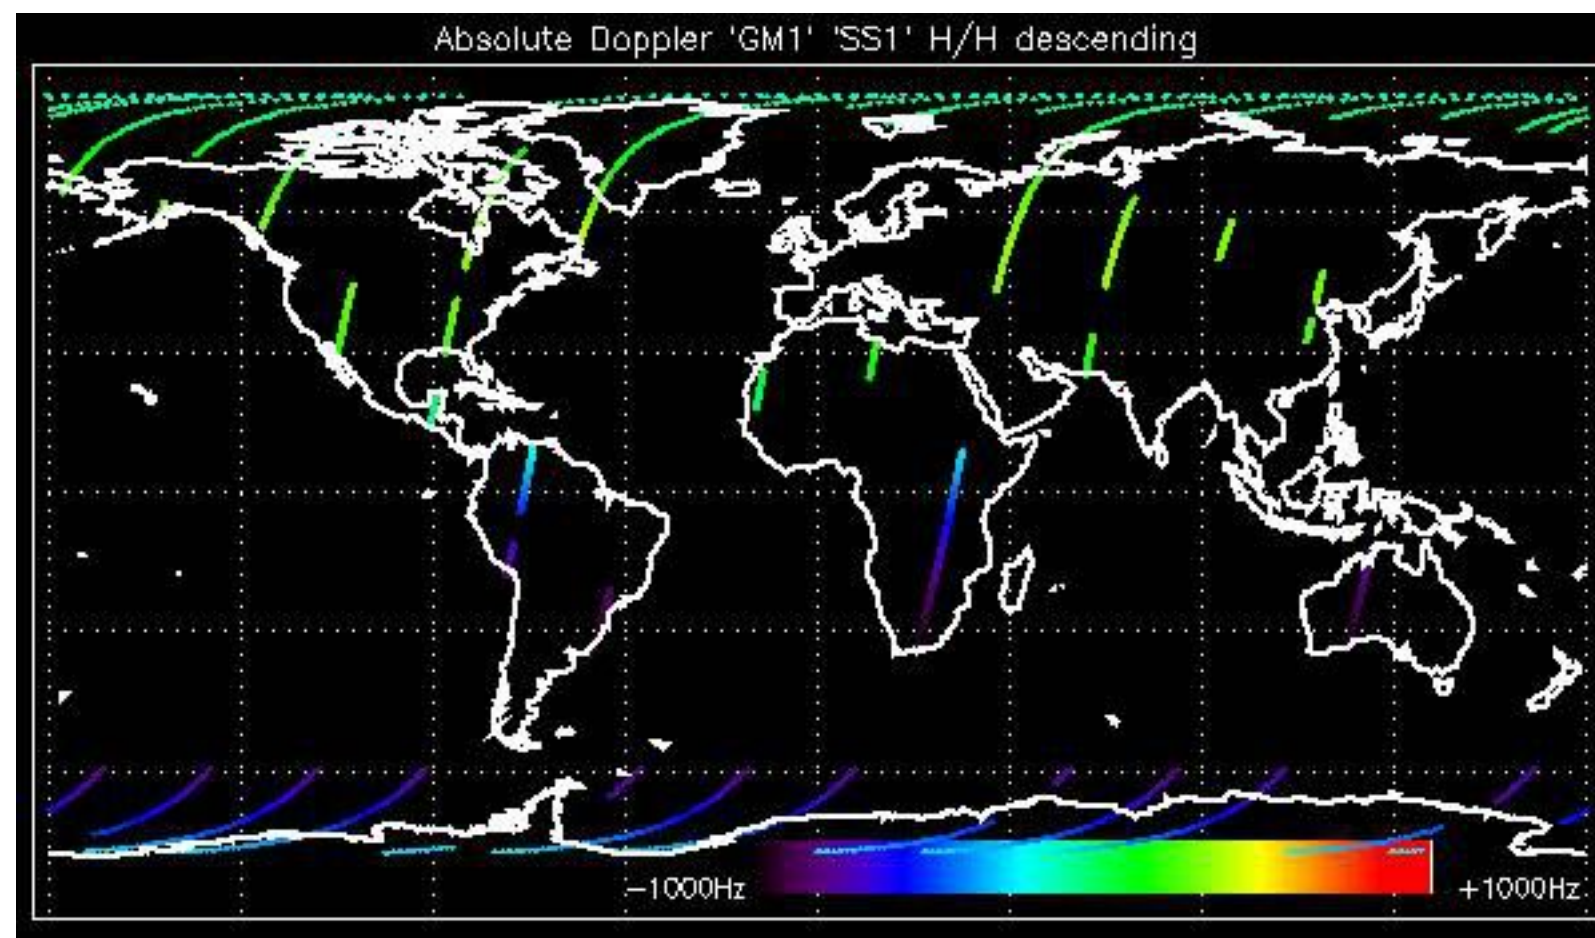 Absolute Doppler 'GM1' 'SS1' H/H descending
-1000Hz +1000Hz